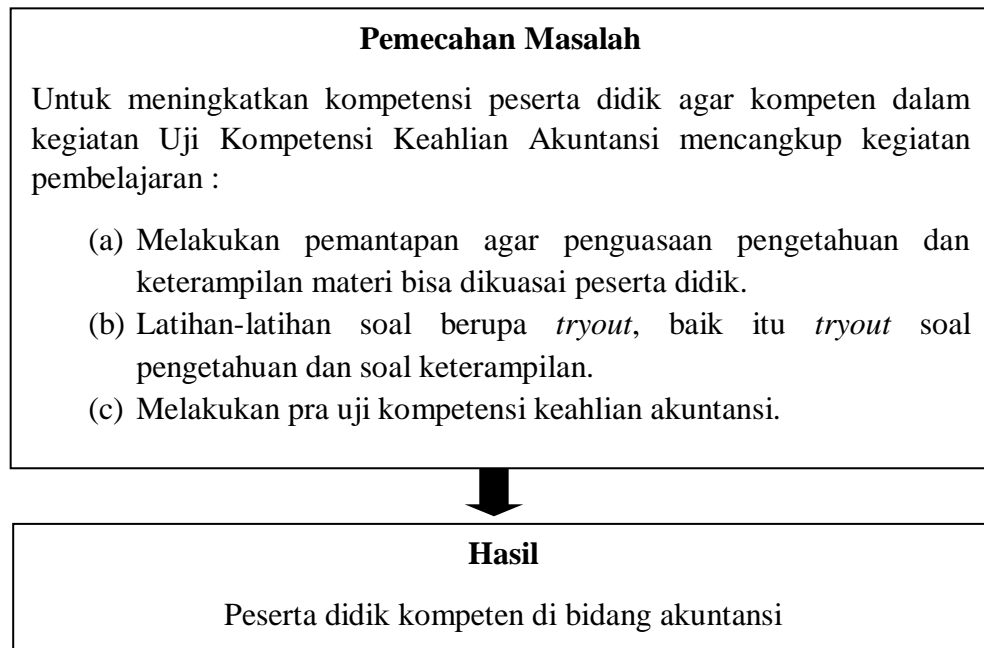 Pemecahan Masalah
Untuk meningkatkan kompetensi peserta didik agar kompeten dalam
kegiatan Uji Kompetensi Keahlian Akuntansi mencangkup kegiatan
pembelajaran :
(a) Melakukan pemantapan agar penguasaan pengetahuan dan
keterampilan materi bisa dikuasai peserta didik.
(b) Latihan-latihan soal berupa tryout, baik itu tryout soal
pengetahuan dan soal keterampilan.
(c) Melakukan pra uji kompetensi keahlian akuntansi.
Hasil
Peserta didik kompeten di bidang akuntansi